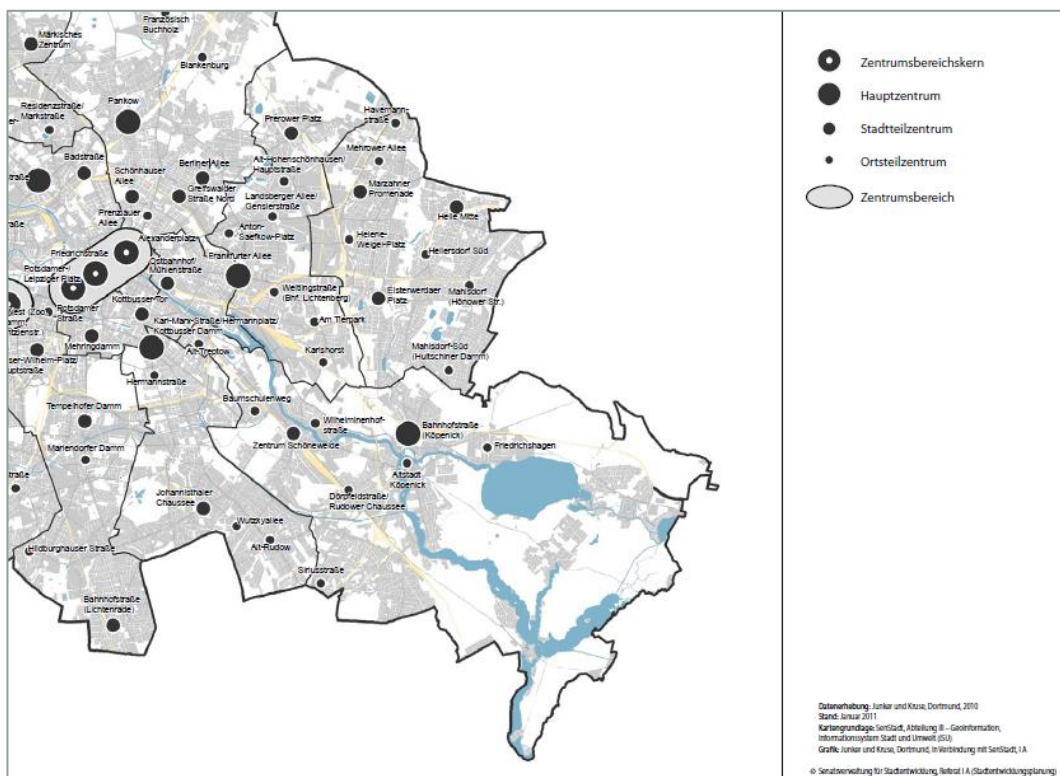 Französisch
Buchholz
Märkisches
Zentrum
Blankenburg
Residenzstraße/
Markstraße
Pankow
Prerower Platz
Havemann-
straße
Mehrower Allee
Badstraße
Schönhauser
Allee
Berliner Allee
Greifswalder
Straße Nord
Alt-Hohenschönhausen/
Hauptstraße
Marzahner
Promenade
Landsberger Allee/
Genslerstraße
Helle Mitte
Prenzlauer
Allee
Anton-
Saefkow-Platz
Helene-
Weigel-Platz
Hellersdorf Süd
Alexanderplatz
Friedrichstraße
Potsdamer-/
Leipziger Platz
Ostbahnhof/
Mühlenstraße
Frankfurter Allee
Weitlingstraße
(Bhf. Lichtenberg)
Elsterwerdaer
Platz
Mahlsdorf
(Hönower Str.)
Kottbusser Tor
Potsdamer
Straße
Karl-Marx-Straße/Hermannplatz/
Kottbusser Damm
Am Tierpark
Mehringdamm
Alt-Treptow
Karlshorst
Mahlsdorf-Süd
(Hultschiner Damm)
Hermannstraße
Tempelhofer Damm
Baumschulenweg
Wilhelminenhof-
straße
Bahnhofstraße
(Köpenick)
Zentrum Schöneweide
Friedrichshagen
Mariendorfer Damm
Altstadt
Köpenick
Johannisthaler
Chaussee
Dörpfeldstraße/
Rudower Chaussee
Wutzkyallee
Alt-Rudow
Hildburghauser Straße
Siriusstraße
Bahnhofstraße
(Lichtenrade)
Zentrumsbereichskern
Hauptzentrum
Stadtteilzentrum
Ortsteilzentrum
Zentrumsbereich
Datenerhebung: Junker und Kruse, Dortmund, 2010
Stand: Januar 2011
Kartengrundlage: SenStadt, Abteilung III – Geoinformation,
Informationssystem Stadt und Umwelt (ISU)
Grafik: Junker und Kruse, Dortmund, in Verbindung mit SenStadt, I A
© Senatsverwaltung für Stadtentwicklung, Referat I A (Stadtentwicklungsplanung)